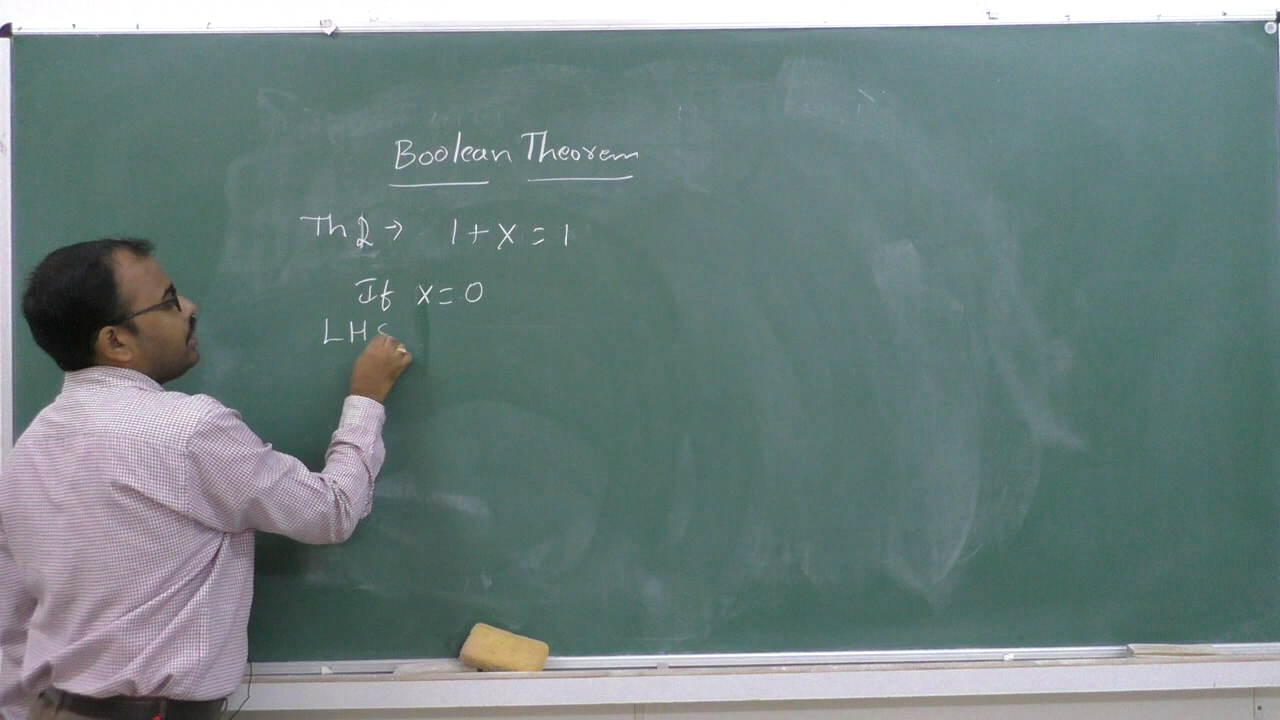 Boolean Theorem
Th 2 → 1 + x = 1
If x = 0
LHS